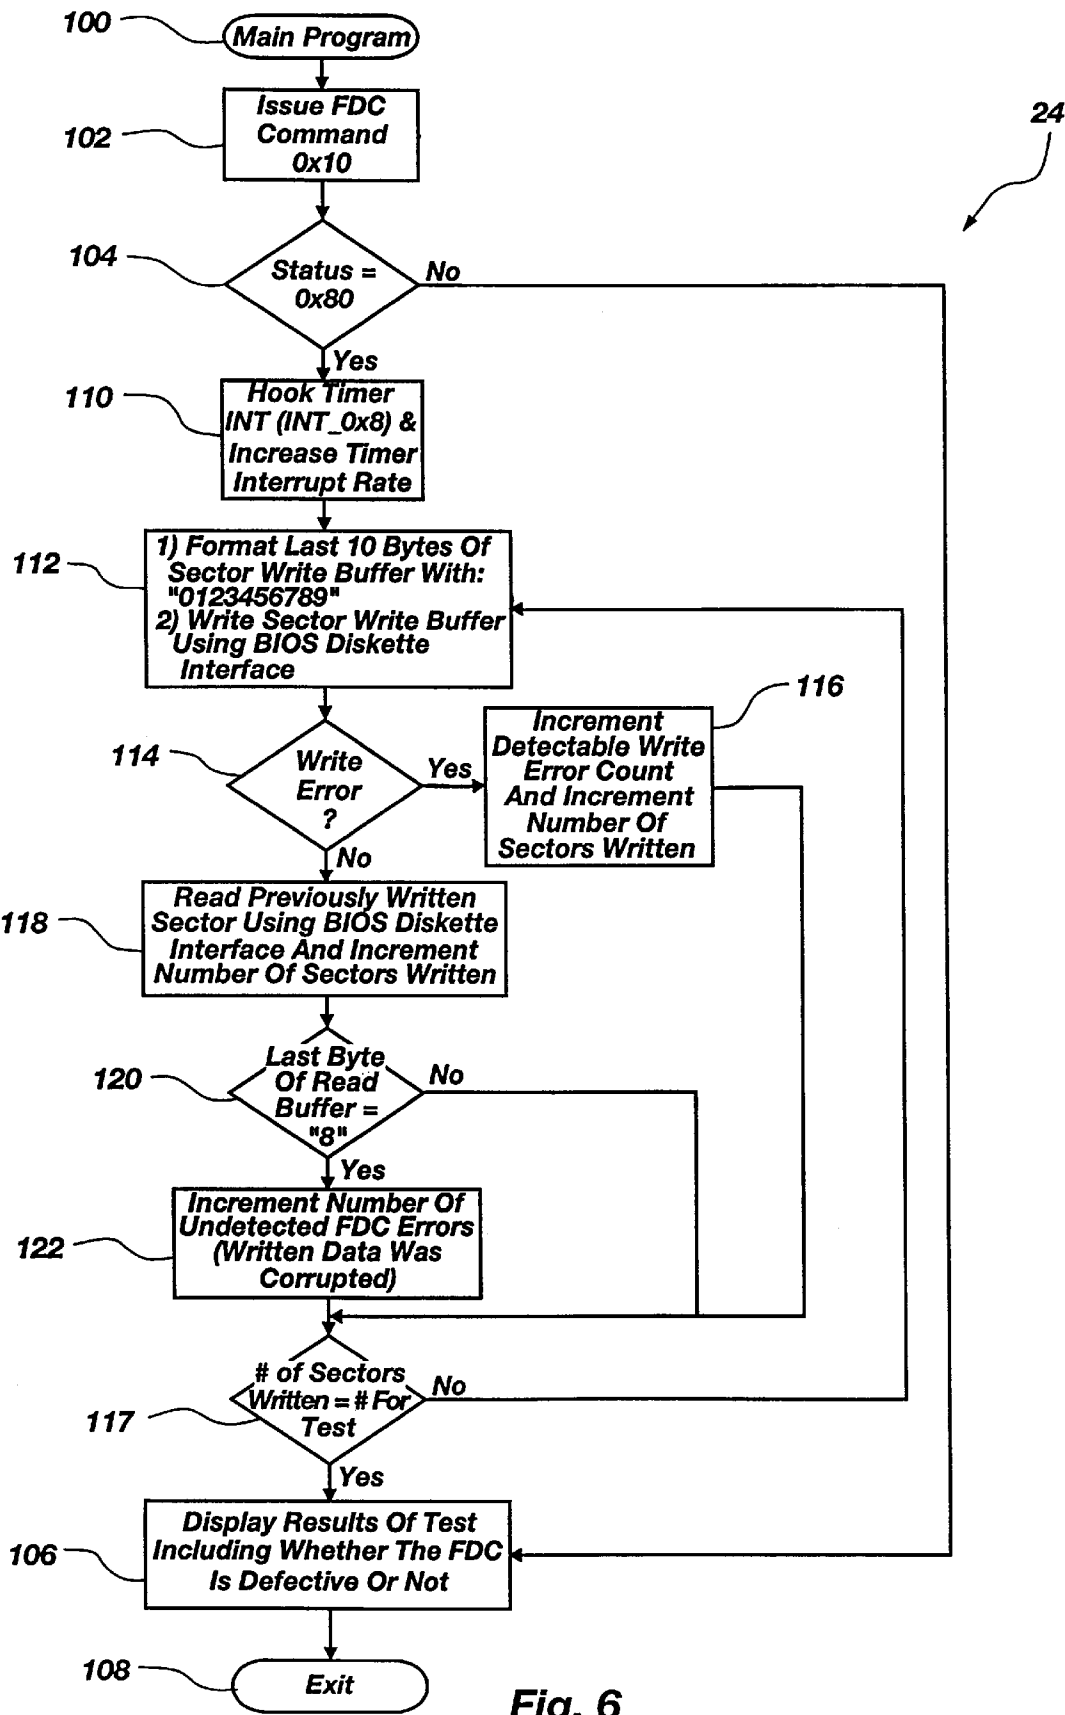 100
Main Program
Issue FDC
Command
0x10
102
24
104
Status =
0x80
No
Yes
110
Hook Timer
INT (INT_0x8) &
Increase Timer
Interrupt Rate
112
1) Format Last 10 Bytes Of
Sector Write Buffer With:
"0123456789"
2) Write Sector Write Buffer
Using BIOS Diskette
Interface
116
114
Write
Error
?
Yes
No
Increment
Detectable Write
Error Count
And Increment
Number Of
Sectors Written
118
Read Previously Written
Sector Using BIOS Diskette
Interface And Increment
Number Of Sectors Written
120
Last Byte
Of Read
Buffer =
"8"
No
Yes
122
Increment Number Of
Undetected FDC Errors
(Written Data Was
Corrupted)
117
# of Sectors
Written = # For
Test
No
Yes
106
Display Results Of Test
Including Whether The FDC
Is Defective Or Not
108
Exit
Fig. 6